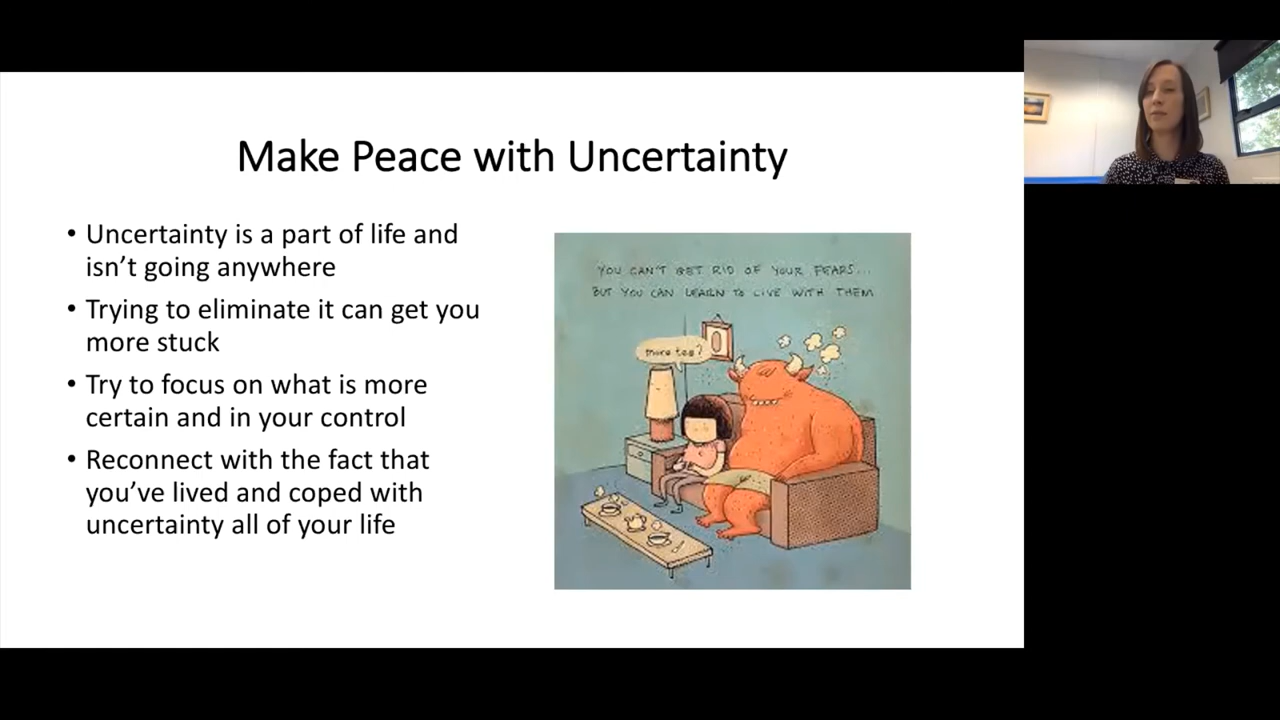 Make Peace with Uncertainty
• Uncertainty is a part of life and
isn’t going anywhere
• Trying to eliminate it can get you
more stuck
• Try to focus on what is more
certain and in your control
• Reconnect with the fact that
you’ve lived and coped with
uncertainty all of your life
YOU CAN'T GET RID OF YOUR FEARS...
BUT YOU CAN LEARN TO LIVE WITH THEM
more tea?